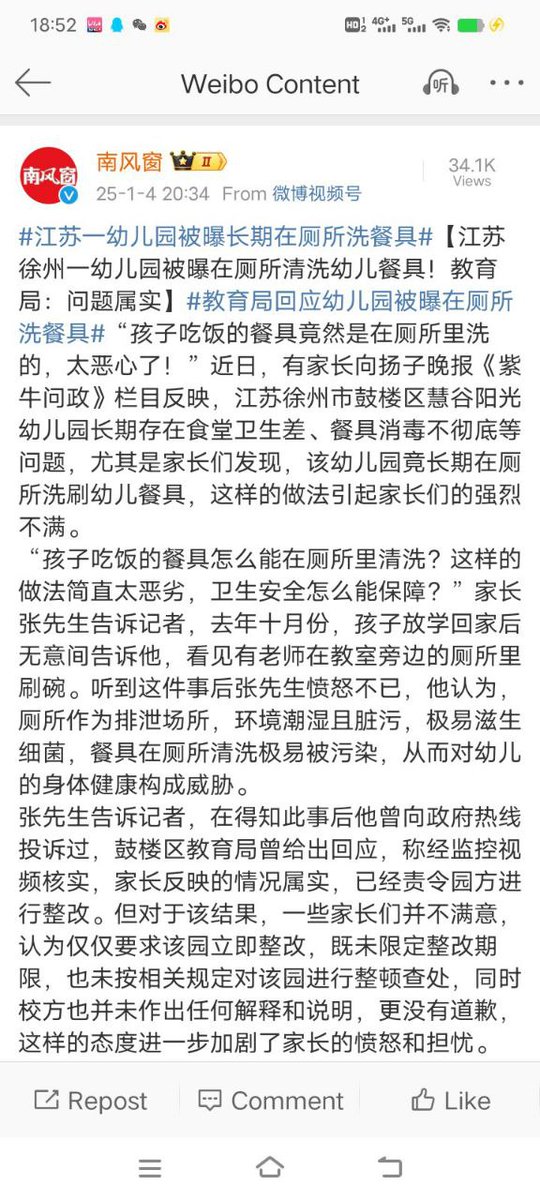 18:52
HD 1 2 4G+ 5G
Weibo Content
听
南风窗
南风窗 II
34.1K
Views
25-1-4 20:34 From 微博视频号
#江苏一幼儿园被曝长期在厕所洗餐具#【江苏
徐州一幼儿园被曝在厕所清洗幼儿餐具！教育
局：问题属实】#教育局回应幼儿园被曝在厕所
洗餐具#“孩子吃饭的餐具竟然是在厕所里洗
的，太恶心了！”近日，有家长向扬子晚报《紫
牛问政》栏目反映，江苏徐州市鼓楼区慧谷阳光
幼儿园长期存在食堂卫生差、餐具消毒不彻底等
问题，尤其是家长们发现，该幼儿园竟长期在厕
所洗刷幼儿餐具，这样的做法引起家长们的强烈
不满。
“孩子吃饭的餐具怎么能在厕所里清洗？这样的
做法简直太恶劣，卫生安全怎么能保障？”家长
张先生告诉记者，去年十月份，孩子放学回家后
无意间告诉他，看见有老师在教室旁边的厕所里
刷碗。听到这件事后张先生愤怒不已，他认为，
厕所作为排泄场所，环境潮湿且脏污，极易滋生
细菌，餐具在厕所清洗极易被污染，从而对幼儿
的身体健康构成威胁。
张先生告诉记者，在得知此事后他曾向政府热线
投诉过，鼓楼区教育局曾给出回应，称经监控视
频核实，家长反映的情况属实，已经责令园方进
行整改。但对于该结果，一些家长们并不满意，
认为仅仅要求该园立即整改，既未限定整改期
限，也未按相关规定对该园进行整顿查处，同时
校方也并未作出任何解释和说明，更没有道歉，
这样的态度进一步加剧了家长的愤怒和担忧。
Repost Comment Like